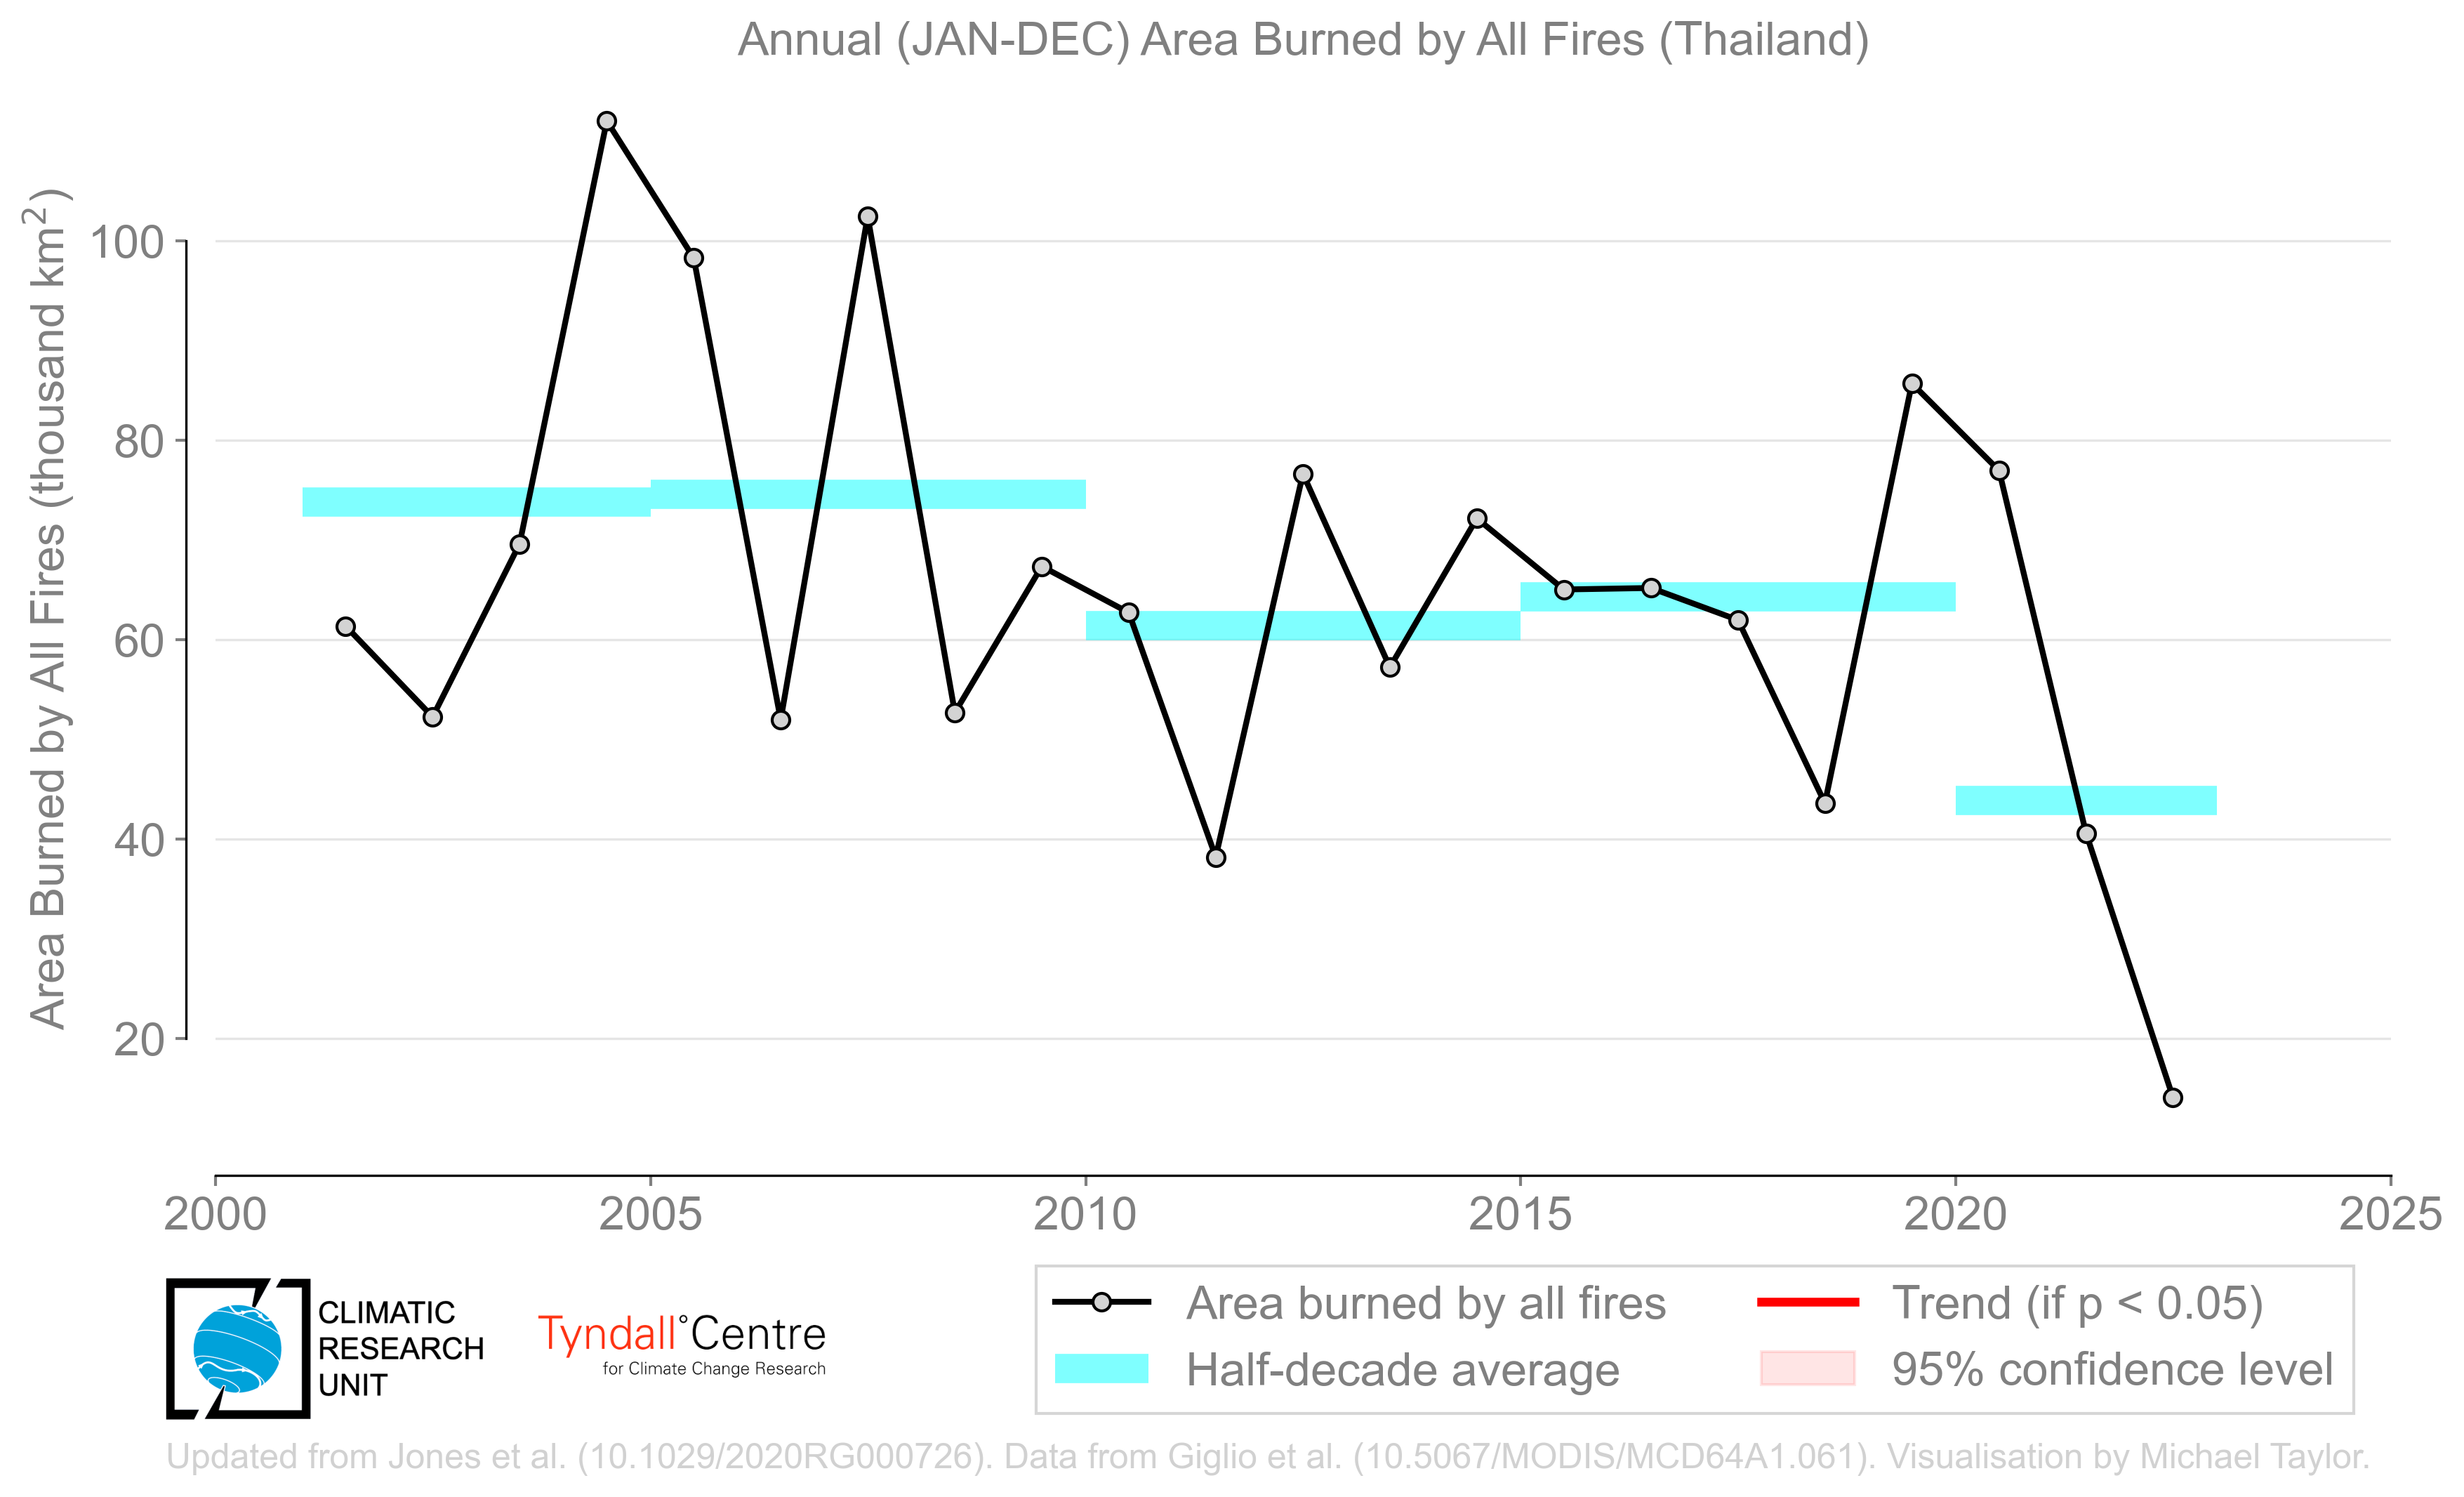 Annual (JAN-DEC) Area Burned by All Fires (Thailand)
Area Burned by All Fires (thousand km²)
100
80
60
40
20
2000 2005 2010 2015 2020 2025
CLIMATIC
RESEARCH
UNIT
Tyndall°Centre
for Climate Change Research
Area burned by all fires
Half-decade average
Trend (if p < 0.05)
95% confidence level
Updated from Jones et al. (10.1029/2020RG000726). Data from Giglio et al. (10.5067/MODIS/MCD64A1.061). Visualisation by Michael Taylor.